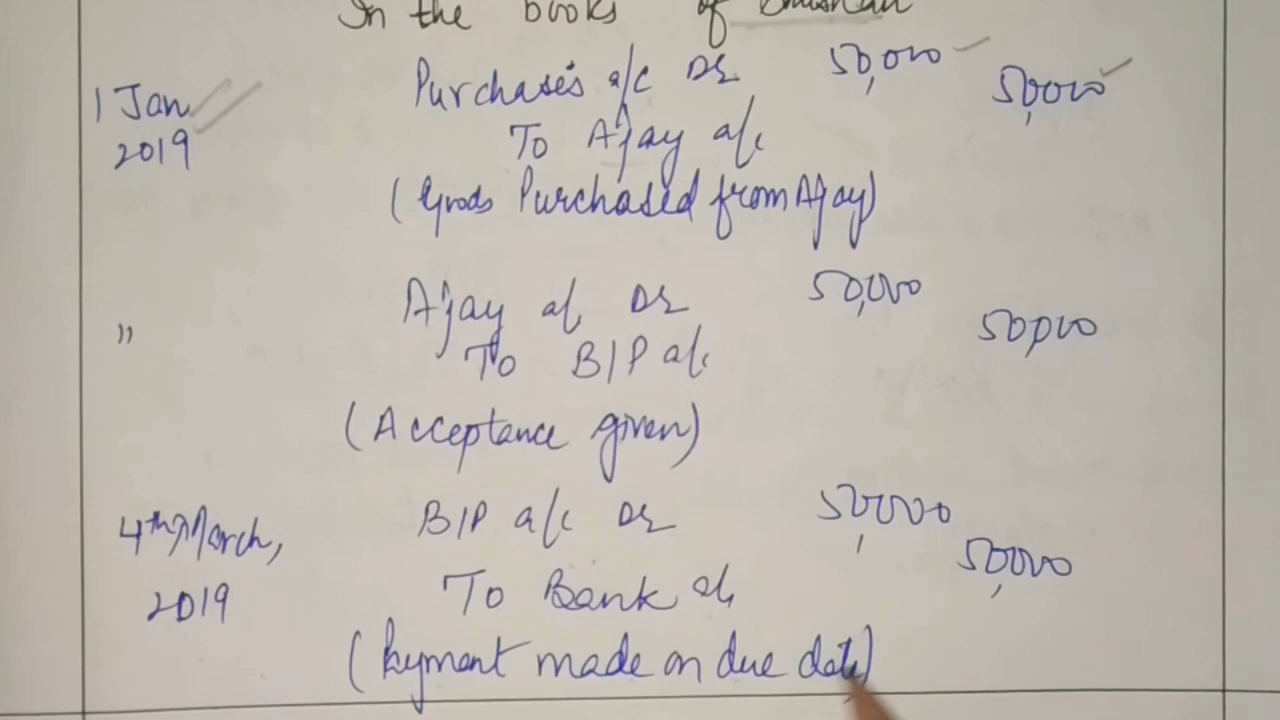 In the books of Bhushan
1 Jan Purchases a/c Dr 50,000
2019 To Ajay a/c 50,000
(Goods Purchased from Ajay)
" Ajay a/c Dr 50,000
To B/P a/c 50,000
(Acceptance given)
4th March, B/P a/c Dr 50,000
2019 To Bank a/c 50,000
(Payment made on due date)